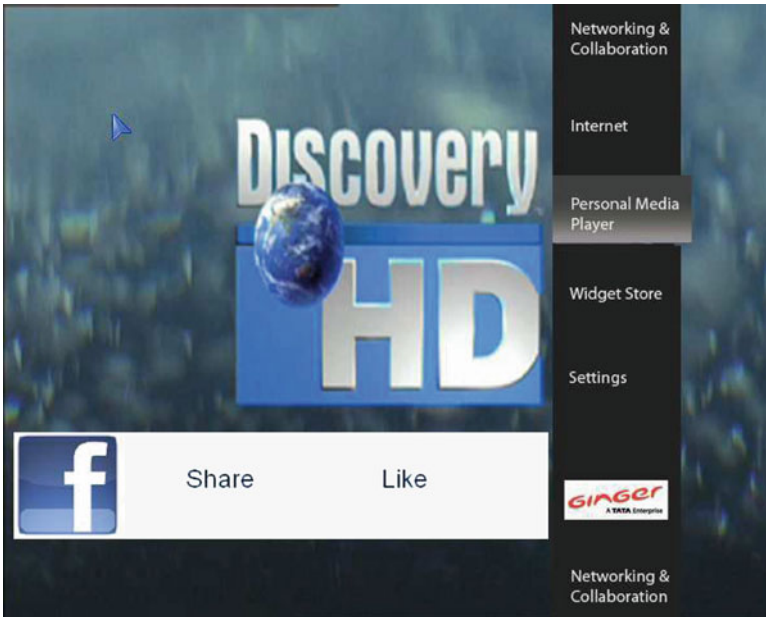 Discovery
HD
f
Share Like
Networking &
Collaboration
Internet
Personal Media
Player
Widget Store
Settings
GINGER
A TATA Enterprise
Networking &
Collaboration